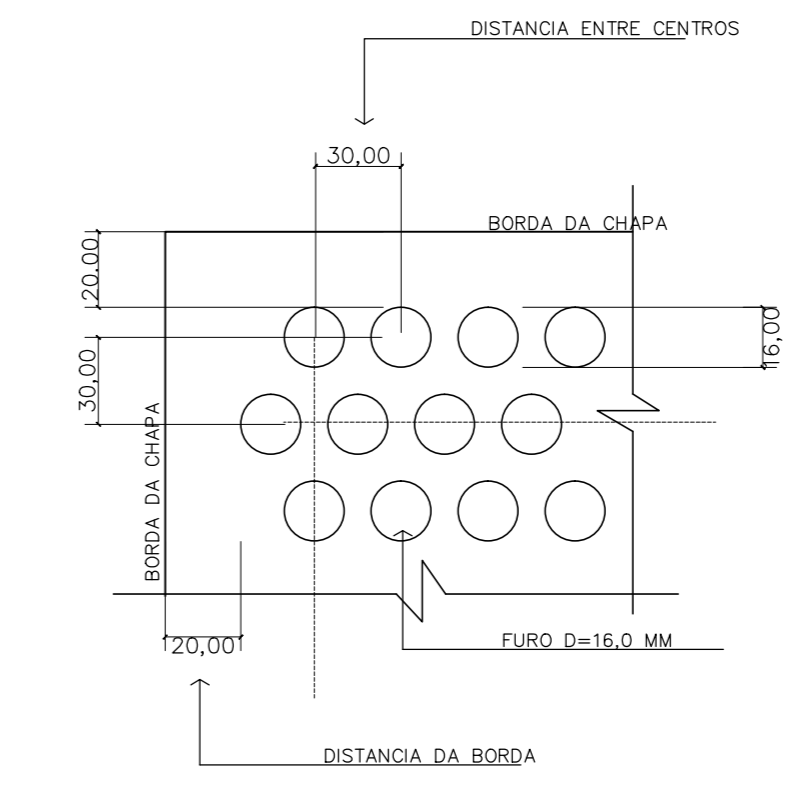 DISTANCIA ENTRE CENTROS
30,00
BORDA DA CHAPA
20.00
16,00
30,00
BORDA DA CHAPA
20,00
FURO D=16,0 MM
DISTANCIA DA BORDA